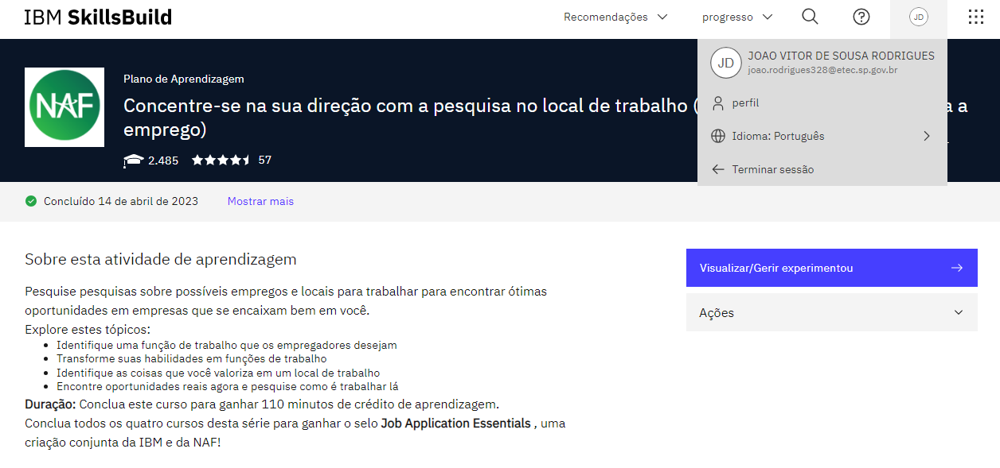 IBM SkillsBuild
Recomendações
progresso
JD
JD
JOAO VITOR DE SOUSA RODRIGUES
joao.rodrigues328@etec.sp.gov.br
perfil
Idioma: Português
Terminar sessão
NAF
Plano de Aprendizagem
Concentre-se na sua direção com a pesquisa no local de trabalho ( a a
emprego)
2.485
57
Concluído 14 de abril de 2023
Mostrar mais
Sobre esta atividade de aprendizagem
Pesquise pesquisas sobre possíveis empregos e locais para trabalhar para encontrar ótimas
oportunidades em empresas que se encaixam bem em você.
Explore estes tópicos:
• Identifique uma função de trabalho que os empregadores desejam
• Transforme suas habilidades em funções de trabalho
• Identifique as coisas que você valoriza em um local de trabalho
• Encontre oportunidades reais agora e pesquise como é trabalhar lá
Duração: Conclua este curso para ganhar 110 minutos de crédito de aprendizagem.
Conclua todos os quatro cursos desta série para ganhar o selo Job Application Essentials , uma
criação conjunta da IBM e da NAF!
Visualizar/Gerir experimentou
Ações